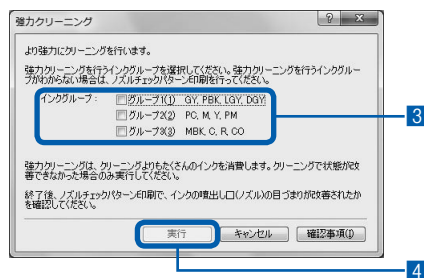 強力クリーニング
より強力にクリーニングを行います。
強力クリーニングを行うインクグループを選択してください。強力クリーニングを行うインクグルー
プがわからない場合は、ノズルチェックパターン印刷を行ってください。
インクグループ：
グループ1(1) GY, PBK, LGY, DGY
グループ2(2) PC, M, Y, PM
グループ3(3) MBK, C, R, CO
3
強力クリーニングは、クリーニングよりもたくさんのインクを消費します。クリーニングで状態が改
善できなかった場合のみ実行してください。
終了後、ノズルチェックパターン印刷で、インクの噴出し口(ノズル)の目づまりが改善されたか
を確認してください。
実行 キャンセル 確認事項(I)
4